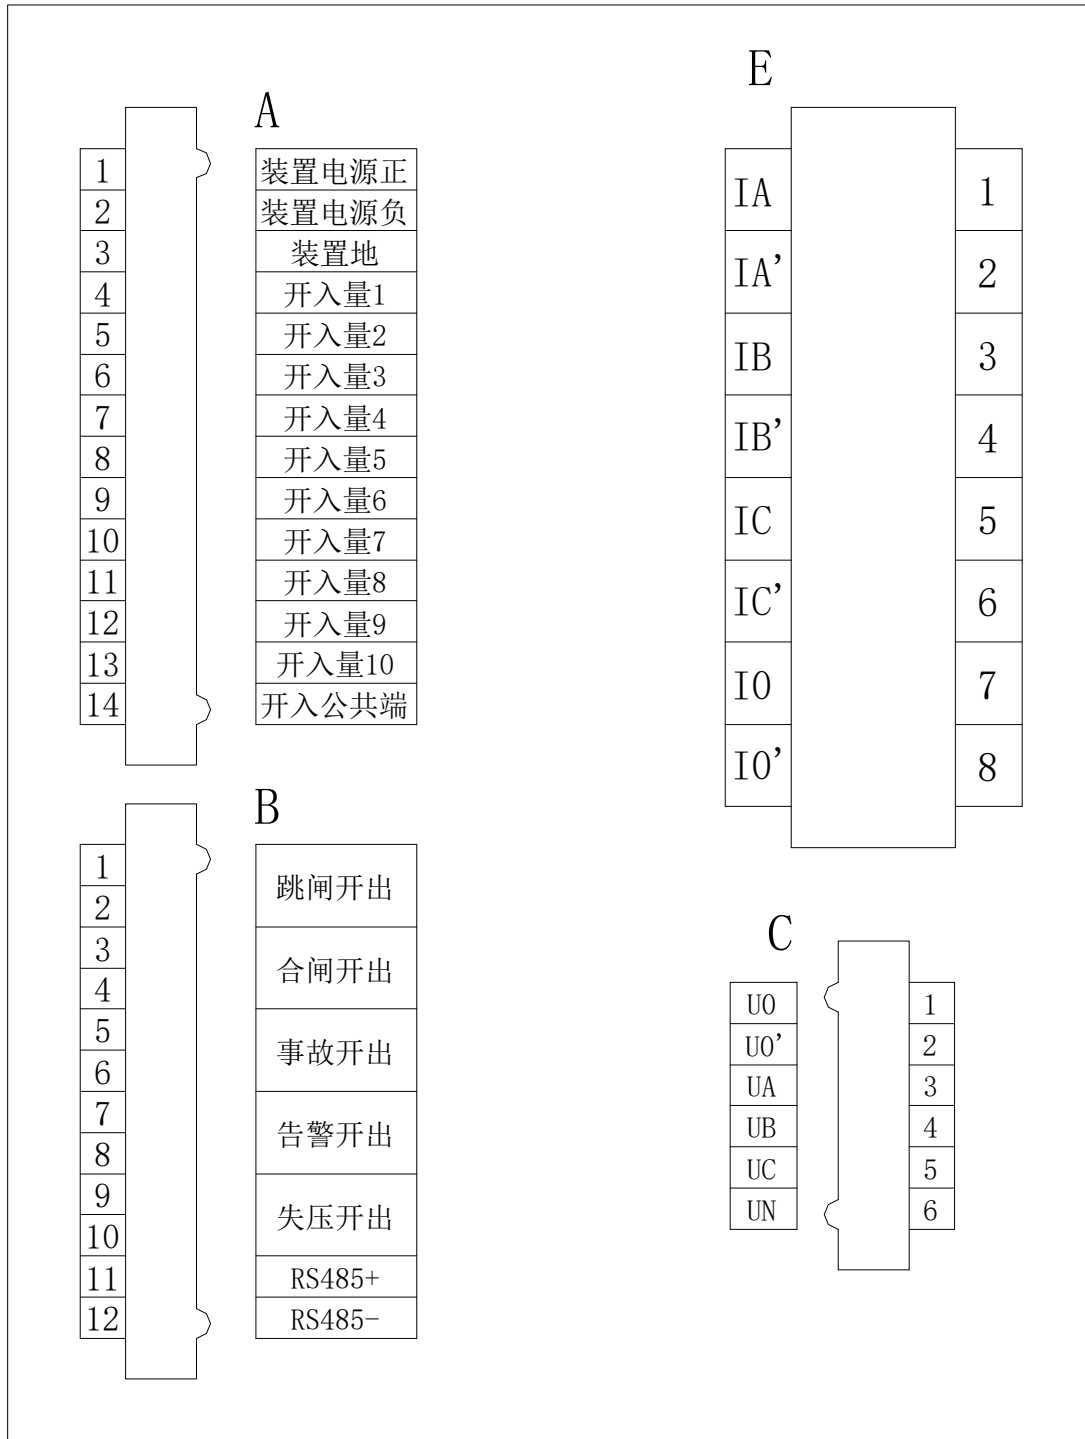 A
1 装置电源正
2 装置电源负
3 装置地
4 开入量1
5 开入量2
6 开入量3
7 开入量4
8 开入量5
9 开入量6
10 开入量7
11 开入量8
12 开入量9
13 开入量10
14 开入公共端
B
1
2
跳闸开出
3
4
合闸开出
5
6
事故开出
7
8
告警开出
9
10
失压开出
11 RS485+
12 RS485-
E
IA 1
IA' 2
IB 3
IB' 4
IC 5
IC' 6
I0 7
I0' 8
C
U0 1
U0' 2
UA 3
UB 4
UC 5
UN 6